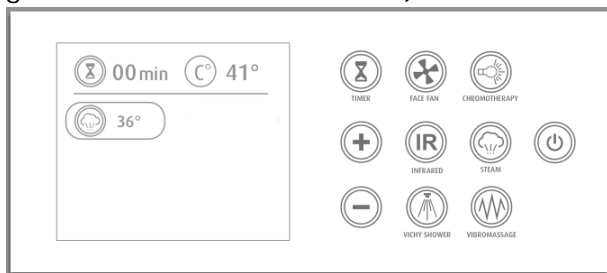 00min C° 41°
36°
TIMER FACE FAN CHROMOTHERAPY
+ IR
INFRARED STEAM
−
VICHY SHOWER VIBROMASSAGE